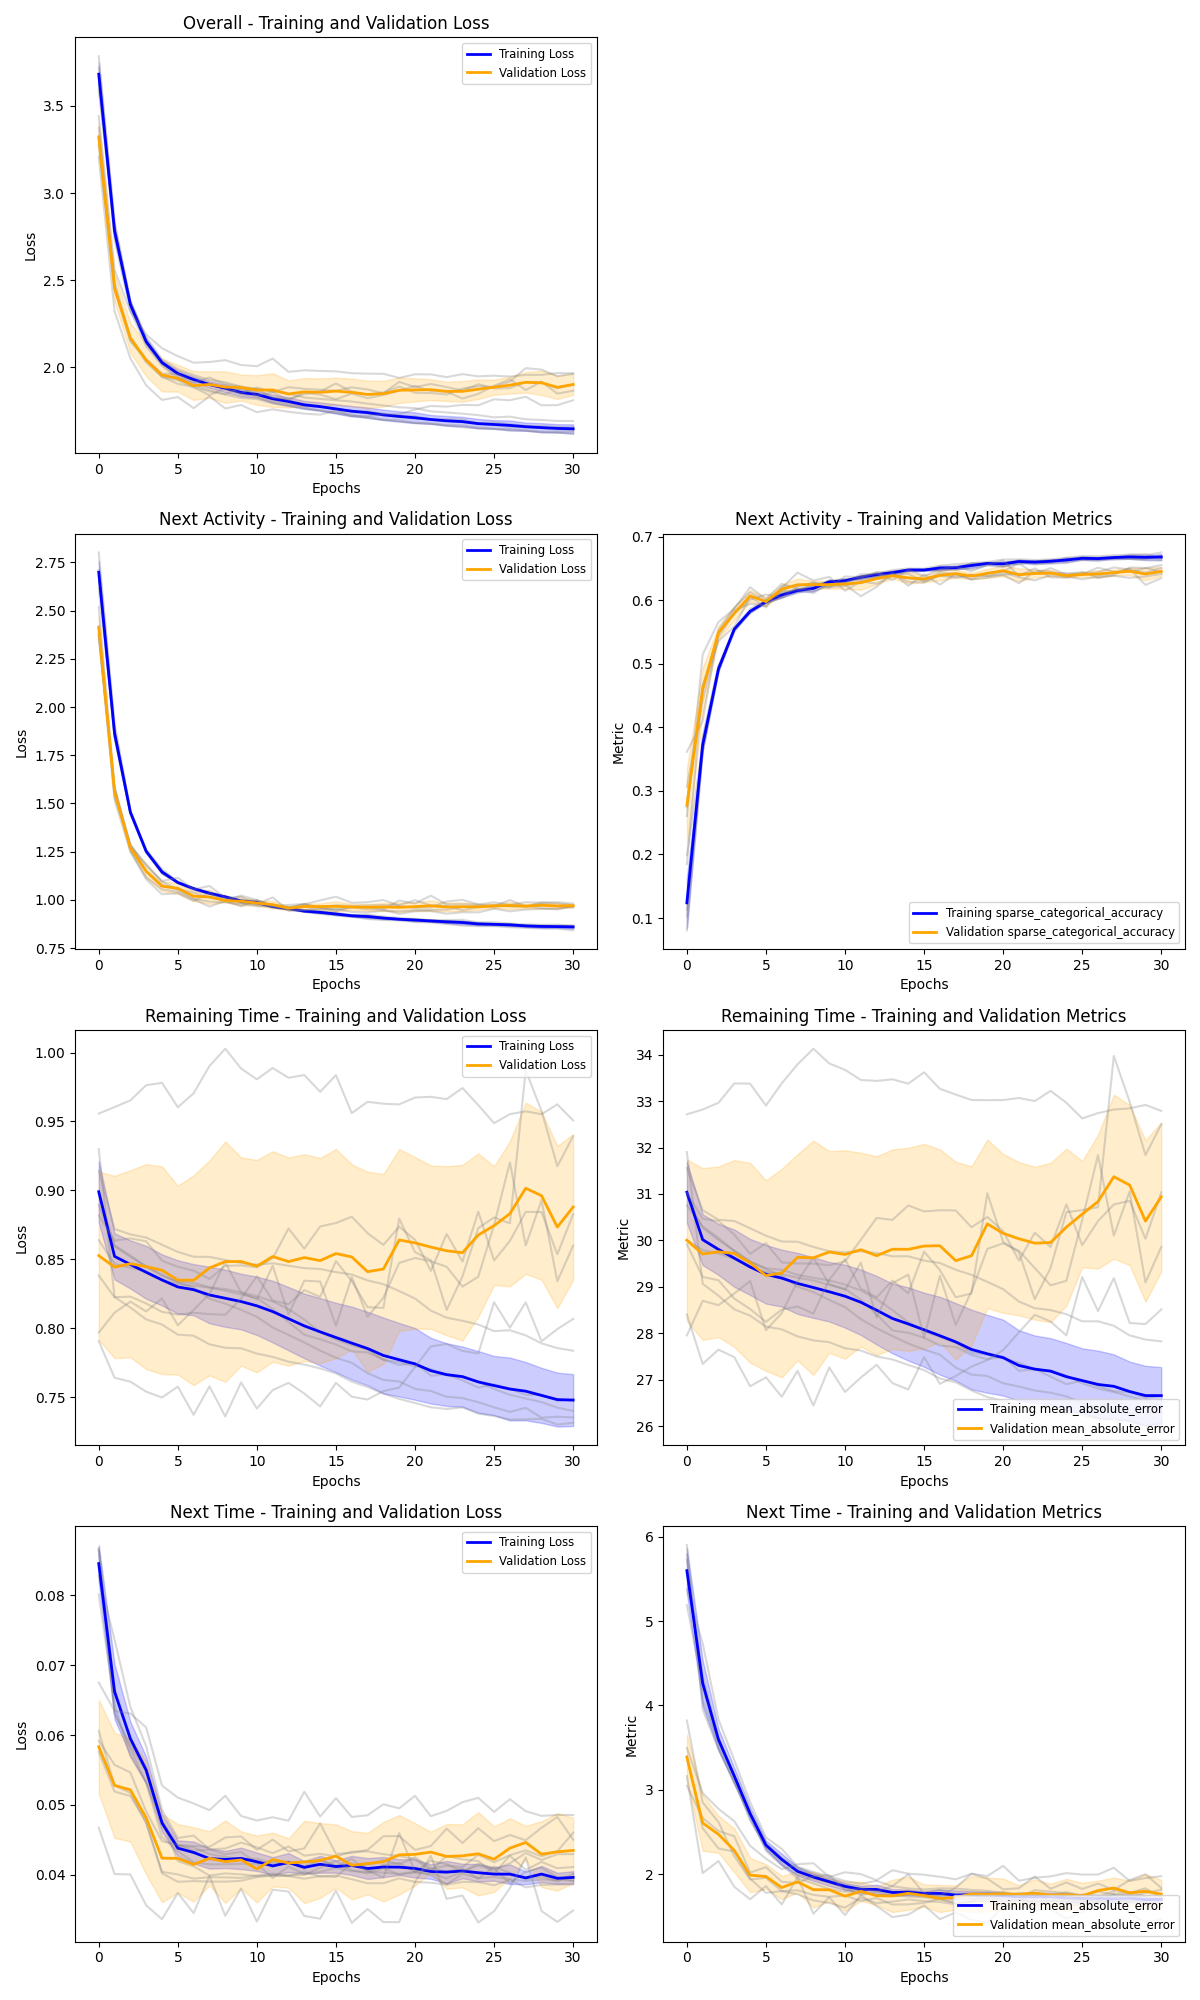 Overall - Training and Validation Loss
Training Loss
Validation Loss
Loss
3.5
3.0
2.5
2.0
0 5 10 15 20 25 30
Epochs
Next Activity - Training and Validation Loss
Training Loss
Validation Loss
Loss
2.75
2.50
2.25
2.00
1.75
1.50
1.25
1.00
0.75
0 5 10 15 20 25 30
Epochs
Next Activity - Training and Validation Metrics
Metric
0.7
0.6
0.5
0.4
0.3
0.2
0.1
Training sparse_categorical_accuracy
Validation sparse_categorical_accuracy
0 5 10 15 20 25 30
Epochs
Remaining Time - Training and Validation Loss
Training Loss
Validation Loss
Loss
1.00
0.95
0.90
0.85
0.80
0.75
0 5 10 15 20 25 30
Epochs
Remaining Time - Training and Validation Metrics
Metric
34
33
32
31
30
29
28
27
26
Training mean_absolute_error
Validation mean_absolute_error
0 5 10 15 20 25 30
Epochs
Next Time - Training and Validation Loss
Training Loss
Validation Loss
Loss
0.08
0.07
0.06
0.05
0.04
0 5 10 15 20 25 30
Epochs
Next Time - Training and Validation Metrics
Metric
6
5
4
3
2
Training mean_absolute_error
Validation mean_absolute_error
0 5 10 15 20 25 30
Epochs